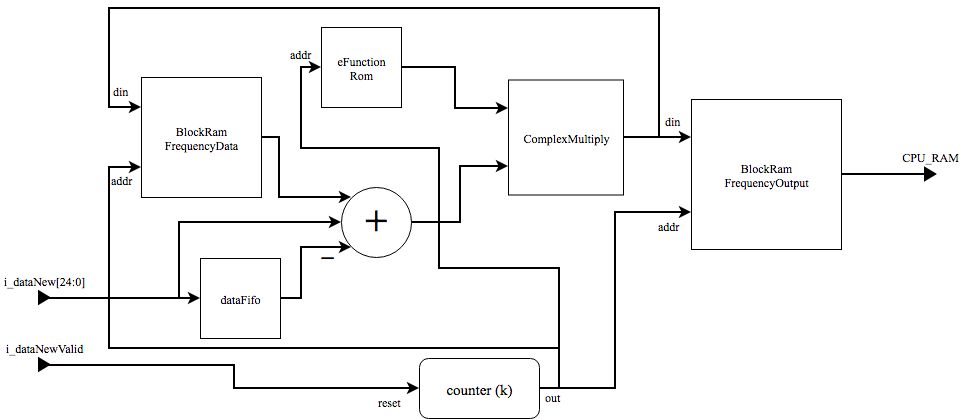 addr
eFunction
Rom
din
BlockRam
FrequencyData
ComplexMultiply
din
BlockRam
FrequencyOutput
CPU_RAM
addr
+
addr
−
i_dataNew[24:0]
dataFifo
i_dataNewValid
counter (k)
reset
out